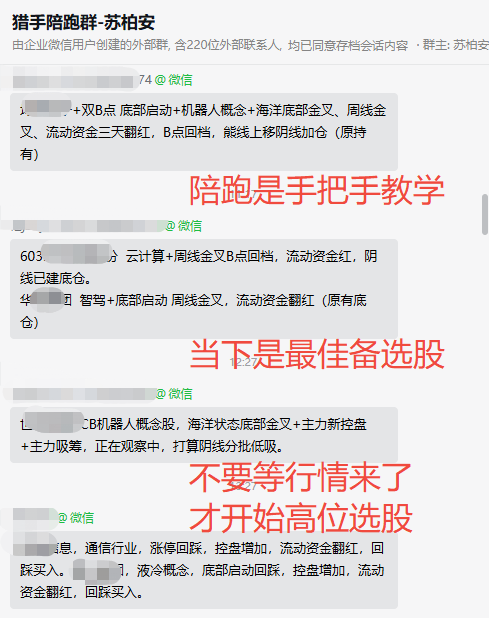 猎手陪跑群-苏柏安
由企业微信用户创建的外部群, 含220位外部联系人, 均已同意存档会话内容 · 群主: 苏柏安
74 @微信
+双B点 底部启动+机器人概念+海洋底部金叉、周线金
叉、流动资金三天翻红，B点回档，能线上移阴线加仓（原持
有）
陪跑是手把手教学
@微信
603 云计算+周线金叉B点回档，流动资金红，阴
线已建底仓。
华 团 智驾+底部启动 周线金叉，流动资金翻红（原有底
仓）
当下是最佳备选股
12:27
@微信
CB机器人概念股，海洋状态底部金叉+主力新控盘
+主力吸筹，正在观察中，打算阴线分批低吸。
不要等行情来了
27
才开始高位选股
@微信
息，通信行业，涨停回踩，控盘增加，流动资金翻红，回
踩买入。 ，液冷概念，底部启动回踩，控盘增加，流动
资金翻红，回踩买入。